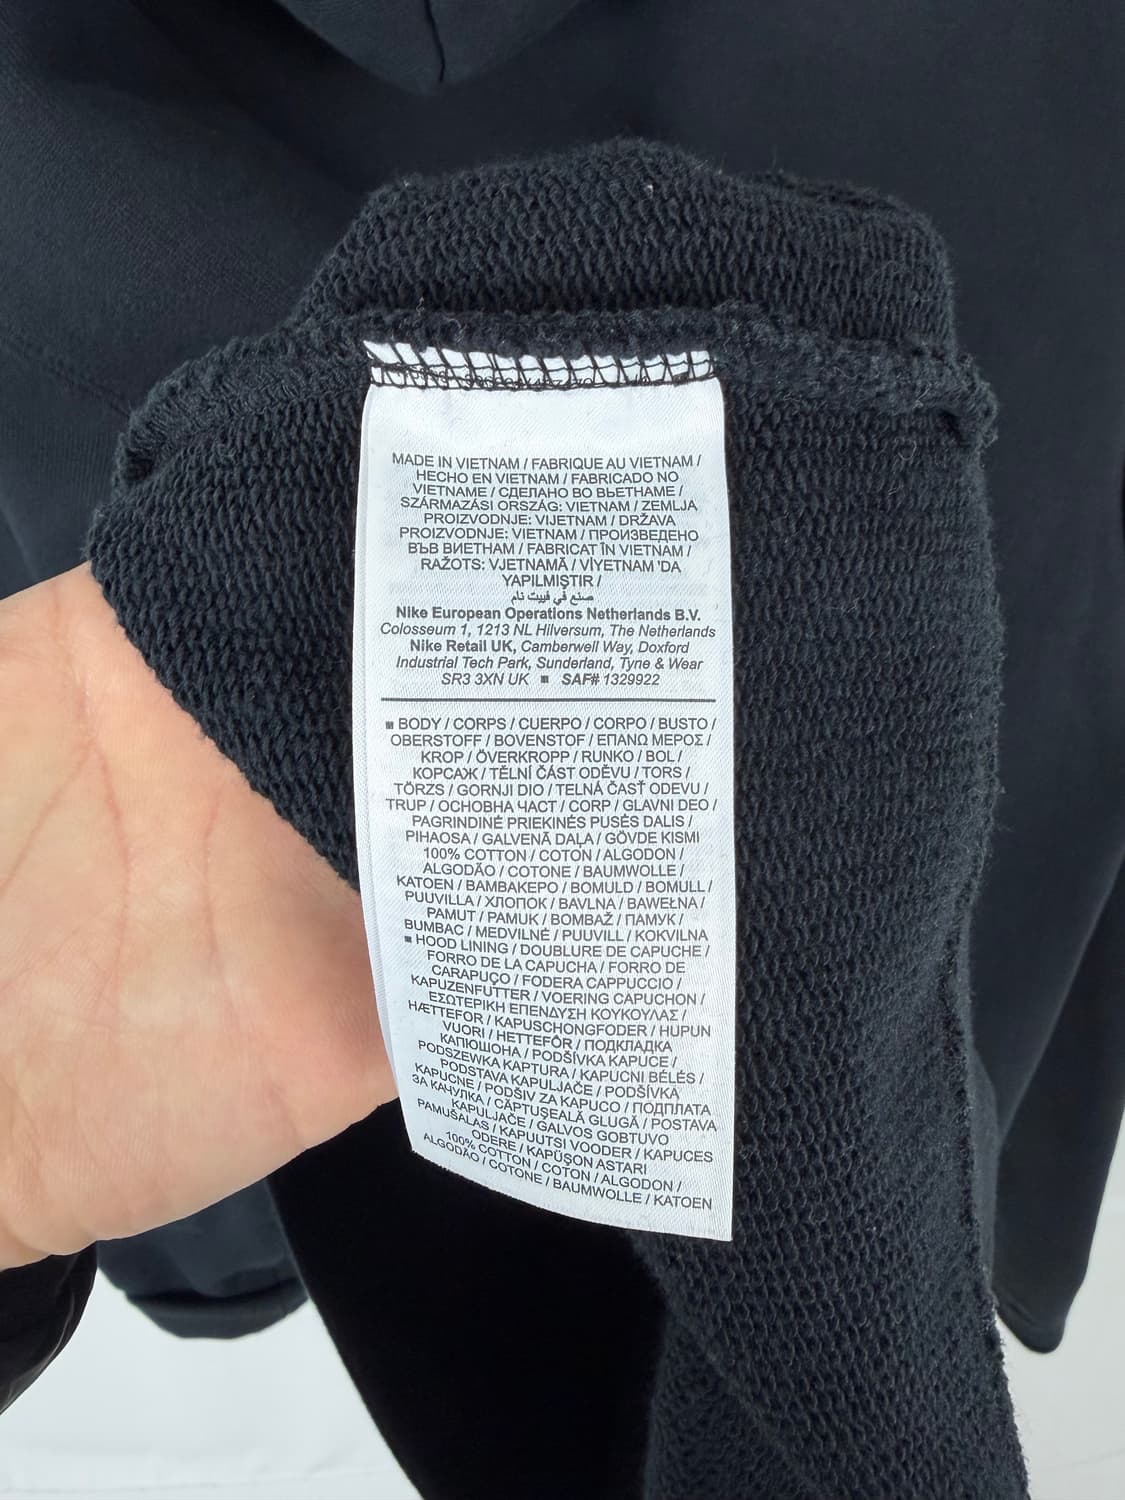 MADE IN VIETNAM / FABRIQUE AU VIETNAM /
HECHO EN VIETNAM / FABRICADO NO
VIETNAME / СДЕЛАНО ВО ВЬЕТНАМЕ /
SZÁRMAZÁSI ORSZÁG: VIETNAM / ZEMLJA
PROIZVODNJE: VIJETNAM / DRŽAVA
PROIZVODNJE: VIETNAM / ПРОИЗВЕДЕНО
ВЪВ ВИЕТНАМ / FABRICAT ÎN VIETNAM /
RAŽOTS: VJETNAMĀ / VİYETNAM 'DA
YAPILMIŞTIR /
صنع في فييت نام
Nike European Operations Netherlands B.V.
Colosseum 1, 1213 NL Hilversum, The Netherlands
Nike Retail UK, Camberwell Way, Doxford
Industrial Tech Park, Sunderland, Tyne & Wear
SR3 3XN UK ■ SAF# 1329922
■ BODY / CORPS / CUERPO / CORPO / BUSTO /
OBERSTOFF / BOVENSTOF / ΕΠΑΝΩ ΜΕΡΟΣ /
KROP / ÖVERKROPP / RUNKO / BOL /
КОРСАЖ / TĚLNÍ ČÁST ODĚVU / TORS /
TÖRZS / GORNJI DIO / TELNÁ ČASŤ ODEVU /
TRUP / ОСНОВНА ЧАСТ / CORP / GLAVNI DEO /
PAGRINDINĖ PRIEKINĖS PUSĖS DALIS /
PIHAOSA / GALVENĀ DAĻA / GÖVDE KISMI
100% COTTON / COTON / ALGODON /
ALGODÃO / COTONE / BAUMWOLLE /
KATOEN / ΒΑΜΒΑΚΕΡΟ / BOMULD / BOMULL /
PUUVILLA / ХЛОПОК / BAVLNA / BAWEŁNA /
PAMUT / PAMUK / BOMBAŽ / ПАМУК /
BUMBAC / MEDVILNĖ / PUUVILL / KOKVILNA
■ HOOD LINING / DOUBLURE DE CAPUCHE /
FORRO DE LA CAPUCHA / FORRO DE
CARAPUÇO / FODERA CAPPUCCIO /
KAPUZENFUTTER / VOERING CAPUCHON /
ΕΣΩΤΕΡΙΚΗ ΕΠΕΝΔΥΣΗ ΚΟΥΚΟΥΛΑΣ /
HÆTTEFOR / KAPUSCHONGFODER / HUPUN
VUORI / HETTEFÔR / ПОДКЛАДКА
КАПЮШОНА / PODŠÍVKA KAPUCE /
PODSZEWKA KAPTURA / KAPUCNI BÉLÉS /
PODSTAVA KAPULJAČE / PODŠÍVKA
KAPUCNE / PODŠIV ZA KAPUCO / ПОДПЛАТА
ЗА КАЧУЛКА / CĂPTUŞEALĂ GLUGĂ / POSTAVA
KAPULJAČE / GALVOS GOBTUVO
PAMUŠALAS / KAPUUTSI VOODER / KAPUCES
ODERE / KAPÜŞON ASTARI
100% COTTON / COTON / ALGODON /
ALGODÃO / COTONE / BAUMWOLLE / KATOEN